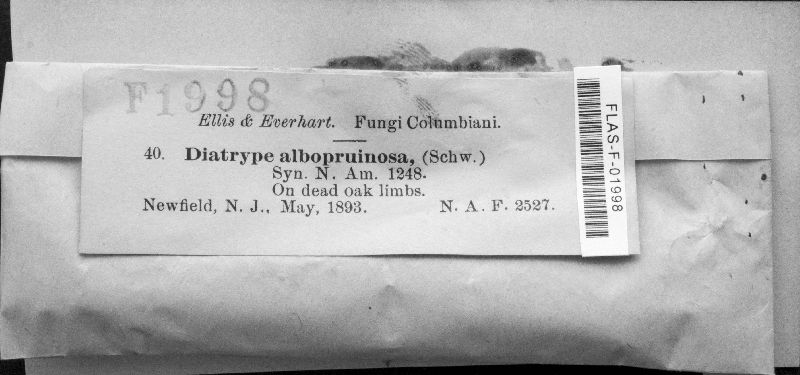 F1998
Ellis & Everhart. Fungi Columbiani.
40. Diatrype albopruinosa, (Schw.)
Syn. N. Am. 1248.
On dead oak limbs.
Newfield, N. J., May, 1893. N. A. F. 2527.
FLAS-F-01998